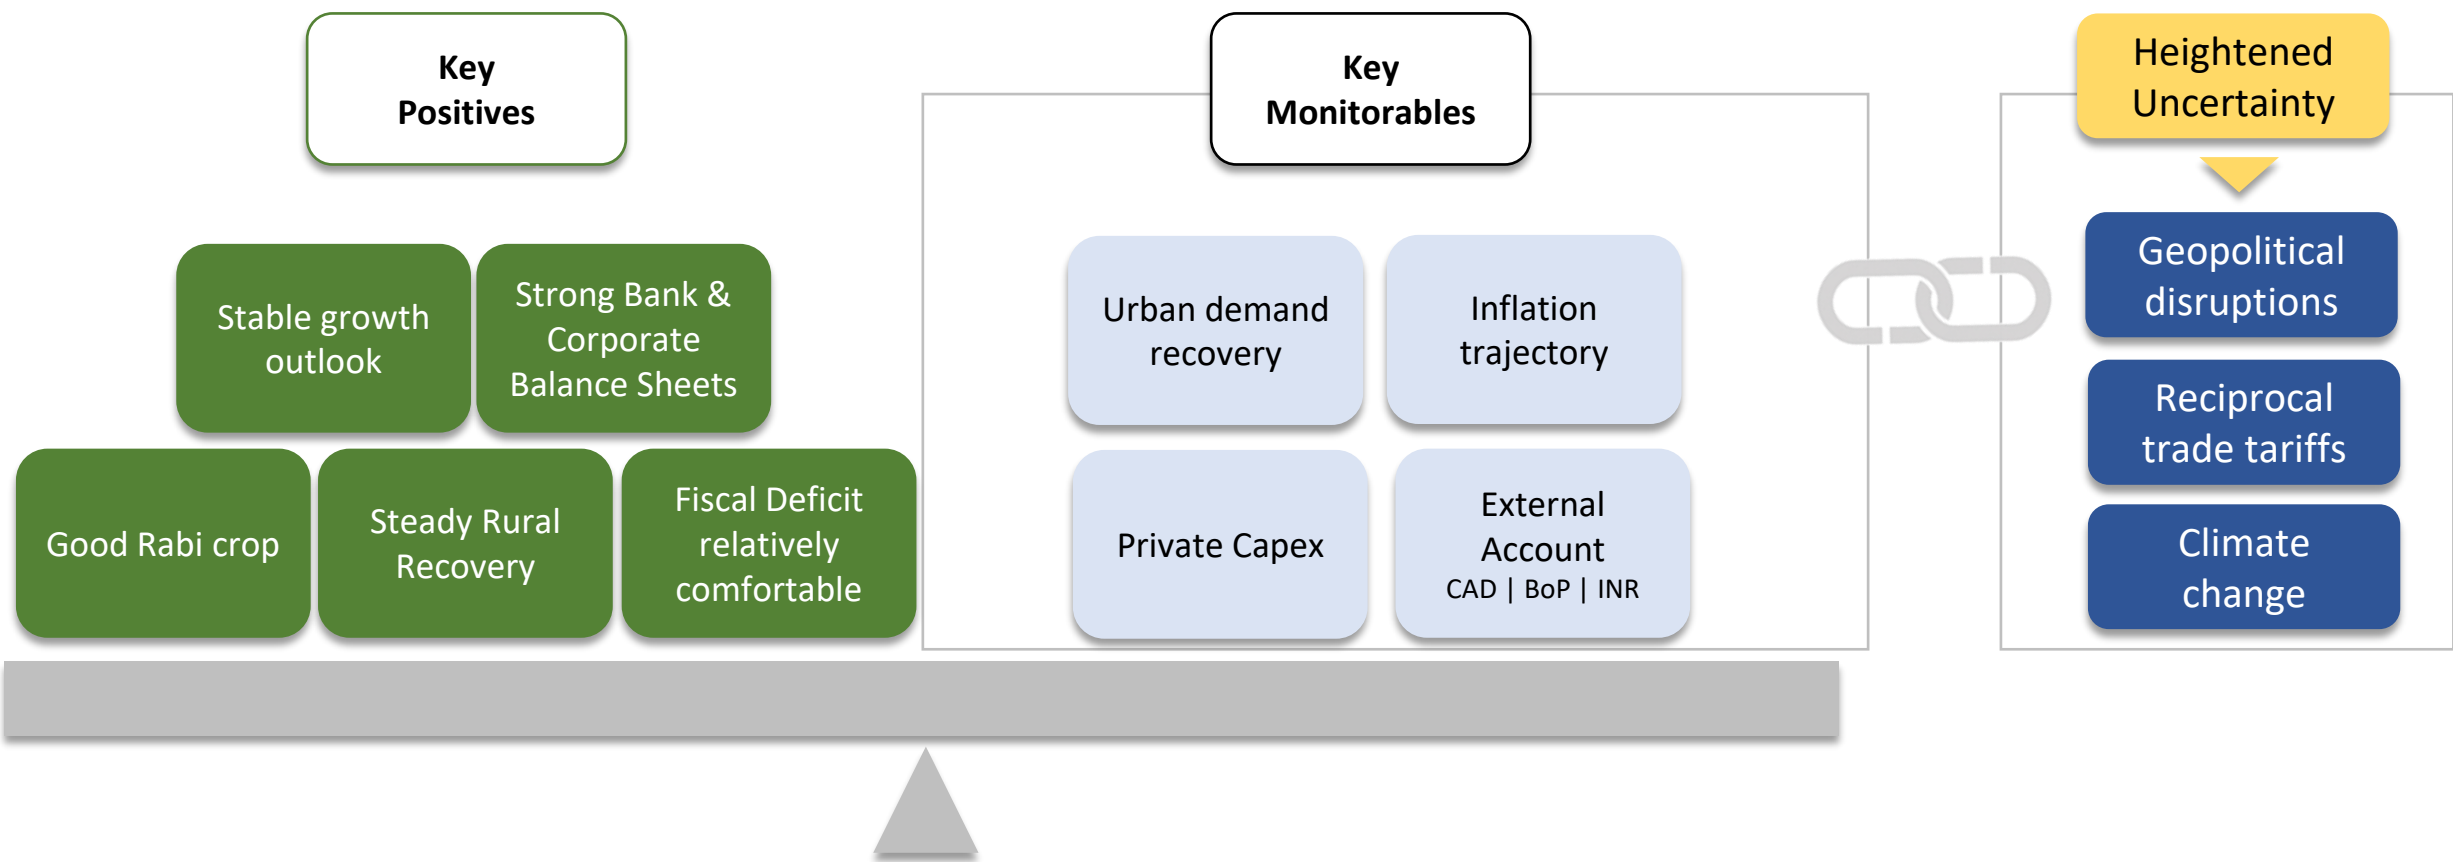 Key
Positives
Stable growth
outlook
Strong Bank &
Corporate
Balance Sheets
Good Rabi crop
Steady Rural
Recovery
Fiscal Deficit
relatively
comfortable
Key
Monitorables
Urban demand
recovery
Inflation
trajectory
Private Capex
External
Account
CAD | BoP | INR
Heightened
Uncertainty
Geopolitical
disruptions
Reciprocal
trade tariffs
Climate
change